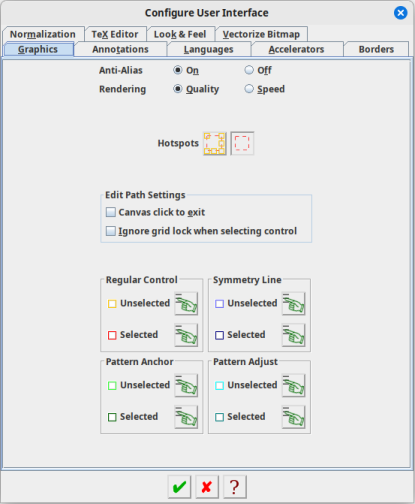 Configure User Interface
Normalization TeX Editor Look & Feel Vectorize Bitmap
Graphics Annotations Languages Accelerators Borders
Anti-Alias On Off
Rendering Quality Speed
Hotspots
Edit Path Settings
Canvas click to exit
Ignore grid lock when selecting control
Regular Control Symmetry Line
Unselected Unselected
Selected Selected
Pattern Anchor Pattern Adjust
Unselected Unselected
Selected Selected
?